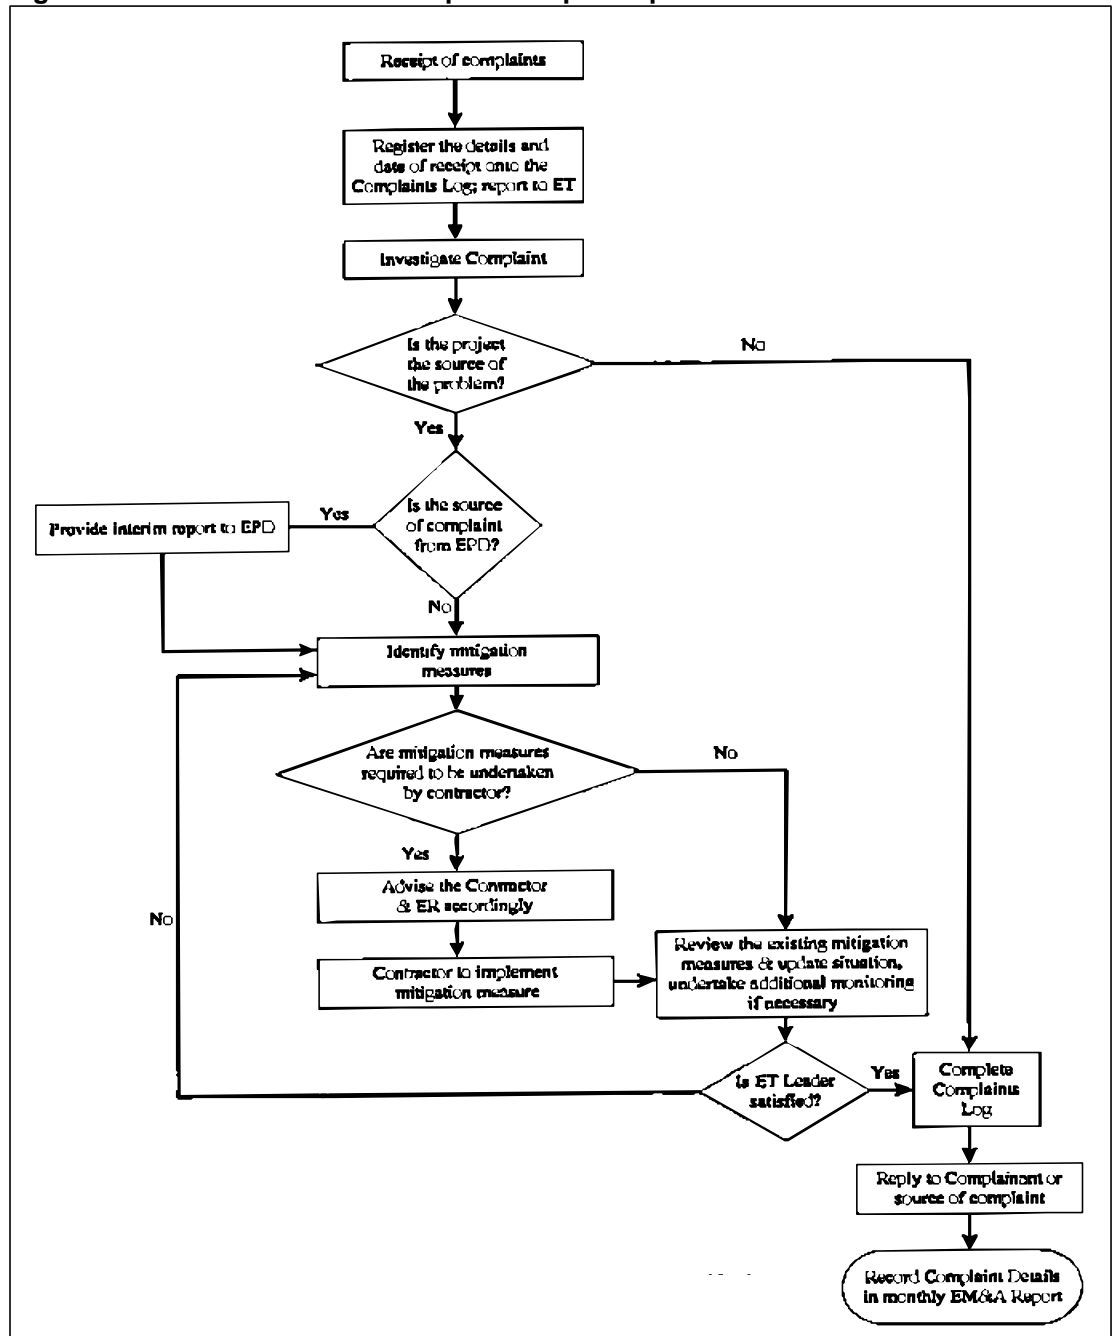 Receipt of complaints
Register the details and
date of receipt onto the
Complaints Log; report to ET
Investigate Complaint
Is the project
the source of
the problem?
No
Yes
Is the source
of complaint
from EPD?
Yes
Provide interim report to EPD
No
Identify mitigation
measures
Are mitigation measures
required to be undertaken
by contractor?
No
Yes
Advise the Contractor
& ER accordingly
No
Contractor to implement
mitigation measure
Review the existing mitigation
measures & update situation,
undertake additional monitoring
if necessary
Is ET Leader
satisfied?
Yes
Complete
Complaints
Log
Reply to Complainant or
source of complaint
Record Complaint Details
in monthly EM&A Report